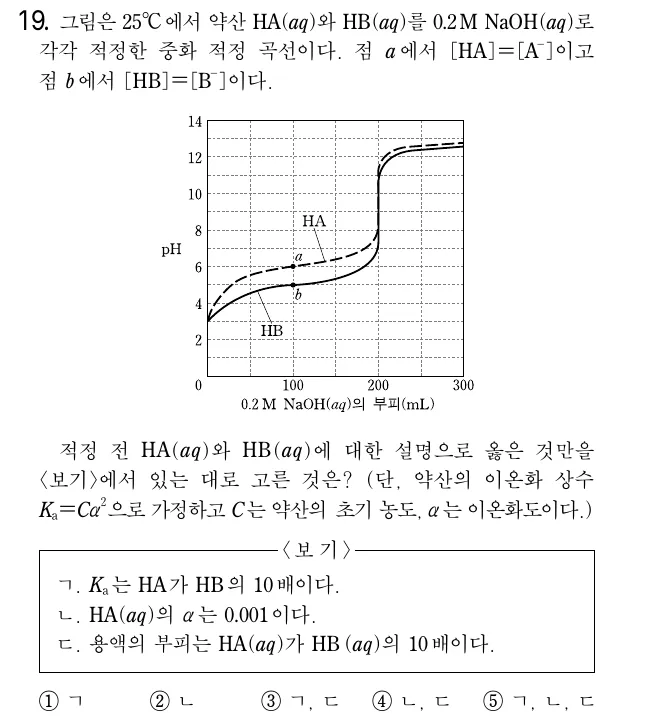 19. 그림은 25℃에서 약산 HA(aq)와 HB(aq)를 0.2M NaOH(aq)로
각각 적정한 중화 적정 곡선이다. 점 a에서 [HA]=[A⁻]이고
점 b에서 [HB]=[B⁻]이다.
14
12
10
8
6
4
2
0
pH
HA
a
b
HB
100
200
300
0.2M NaOH(aq)의 부피(mL)
적정 전 HA(aq)와 HB(aq)에 대한 설명으로 옳은 것만을
〈보기〉에서 있는 대로 고른 것은? (단, 약산의 이온화 상수
Kₐ=Cα²으로 가정하고 C는 약산의 초기 농도, α는 이온화도이다.)
〈보기〉
ㄱ. Kₐ는 HA가 HB의 10배이다.
ㄴ. HA(aq)의 α는 0.001이다.
ㄷ. 용액의 부피는 HA(aq)가 HB(aq)의 10배이다.
① ㄱ ② ㄴ ③ ㄱ, ㄷ ④ ㄴ, ㄷ ⑤ ㄱ, ㄴ, ㄷ